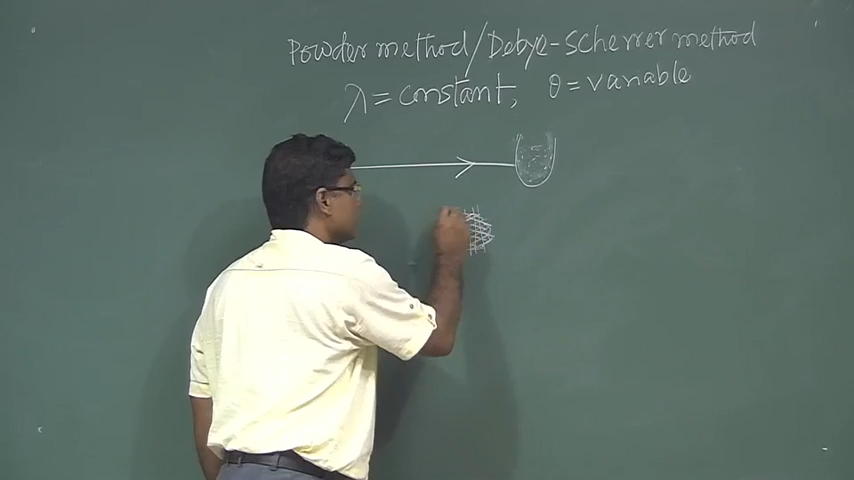 Powder method/Debye-Scherrer method
λ = constant, θ = variable